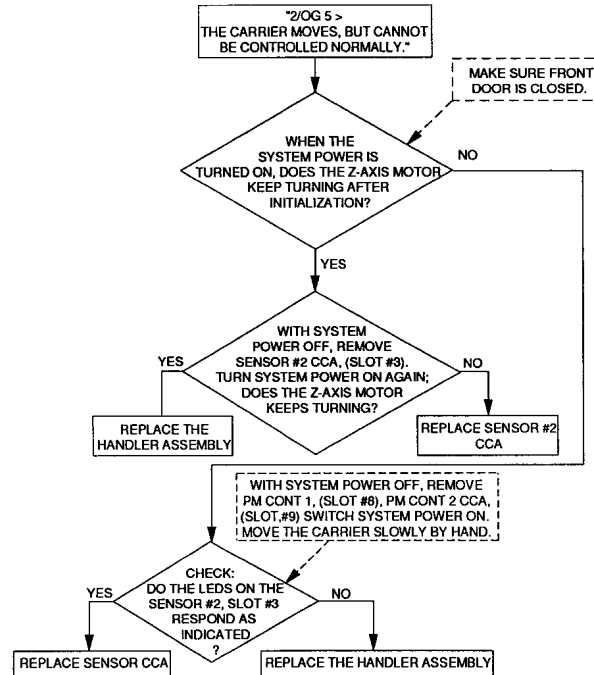 "2/OG 5 >
THE CARRIER MOVES, BUT CANNOT
BE CONTROLLED NORMALLY."
MAKE SURE FRONT
DOOR IS CLOSED.
WHEN THE
SYSTEM POWER IS
TURNED ON, DOES THE Z-AXIS MOTOR
KEEP TURNING AFTER
INITIALIZATION?
NO
YES
WITH SYSTEM
POWER OFF, REMOVE
SENSOR #2 CCA, (SLOT #3).
TURN SYSTEM POWER ON AGAIN;
DOES THE Z-AXIS MOTOR
KEEPS TURNING?
YES
NO
REPLACE THE
HANDLER ASSEMBLY
REPLACE SENSOR #2
CCA
WITH SYSTEM POWER OFF, REMOVE
PM CONT 1, (SLOT #8), PM CONT 2 CCA,
(SLOT,#9) SWITCH SYSTEM POWER ON.
MOVE THE CARRIER SLOWLY BY HAND.
CHECK:
DO THE LEDS ON THE
SENSOR #2, SLOT #3
RESPOND AS
INDICATED
?
YES
NO
REPLACE SENSOR CCA
REPLACE THE HANDLER ASSEMBLY